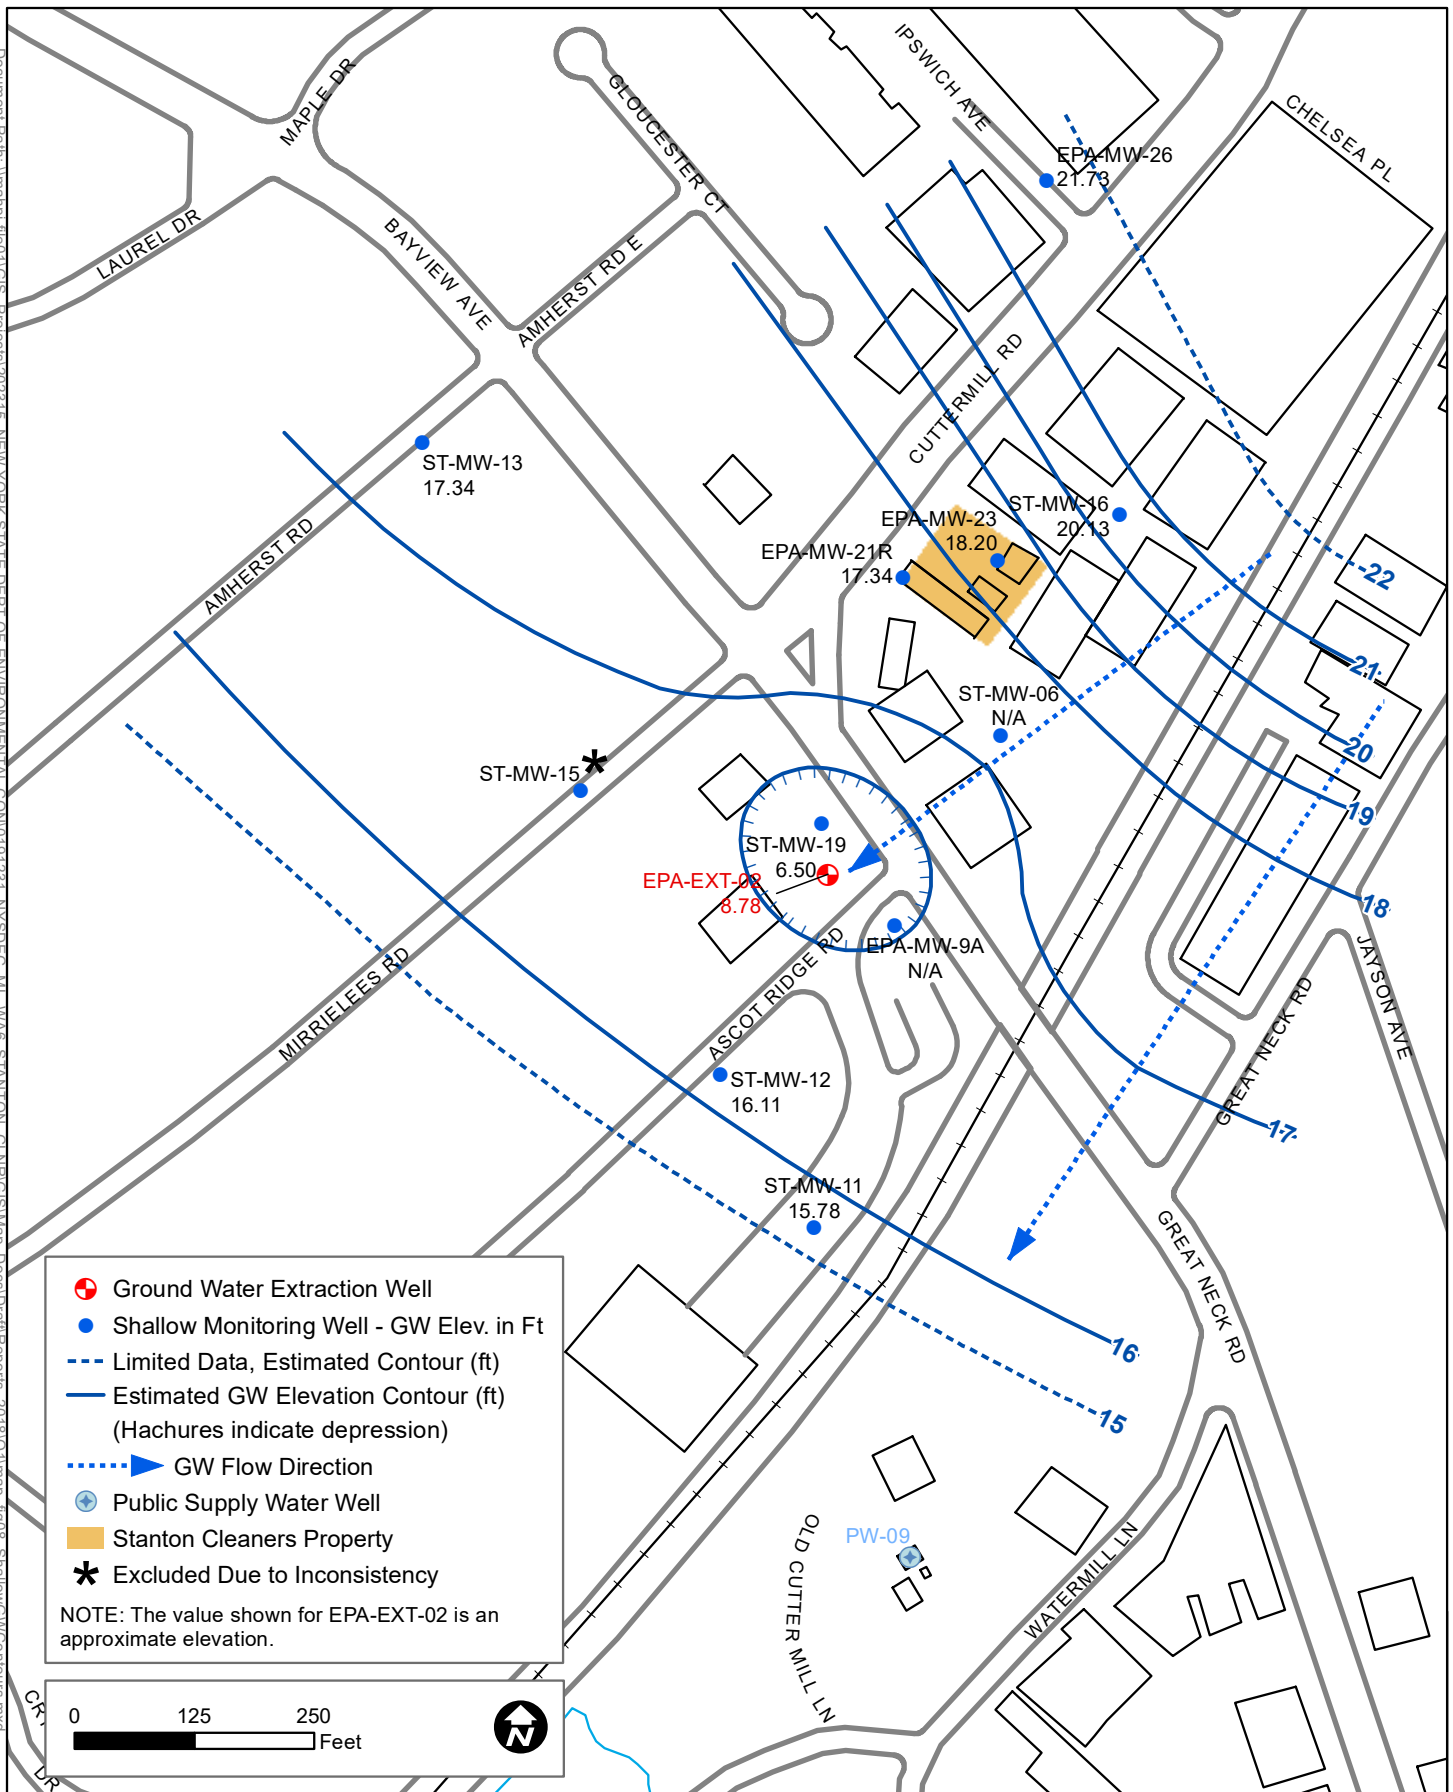 MAPLE DR
GLOUCESTER CT
IPSWICH AVE
CHELSEA PL
EPA-MW-26
21.73
LAUREL DR
BAYVIEW AVE
AMHERST RD E
CUTTERMILL RD
ST-MW-13
17.34
ST-MW-16
20.13
EPA-MW-23
18.20
EPA-MW-21R
17.34
AMHERST RD
22
21
20
19
18
17
16
15
ST-MW-06
N/A
ST-MW-15
*
ST-MW-19
6.50
EPA-EXT-02
8.78
EPA-MW-9A
N/A
MIRRIELEES RD
ASCOT RIDGE RD
JAYSON AVE
GREAT NECK RD
ST-MW-12
16.11
ST-MW-11
15.78
GREAT NECK RD
PW-09
OLD CUTTER MILL LN
WATERMILL LN
Ground Water Extraction Well
Shallow Monitoring Well - GW Elev. in Ft
Limited Data, Estimated Contour (ft)
Estimated GW Elevation Contour (ft)
(Hachures indicate depression)
GW Flow Direction
Public Supply Water Well
Stanton Cleaners Property
* Excluded Due to Inconsistency
NOTE: The value shown for EPA-EXT-02 is an
approximate elevation.
0 125 250
Feet
N
DR